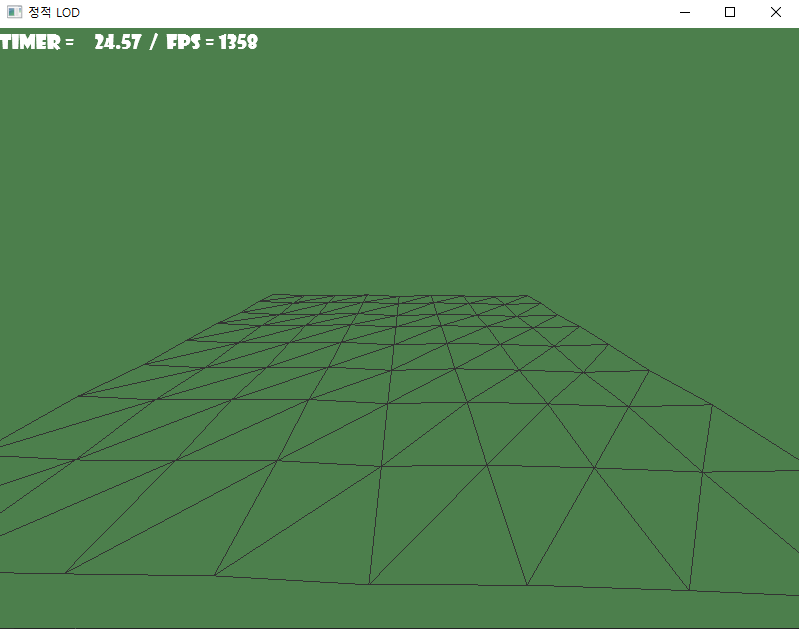 정적 LOD
TIMER = 24.57 / FPS = 1358